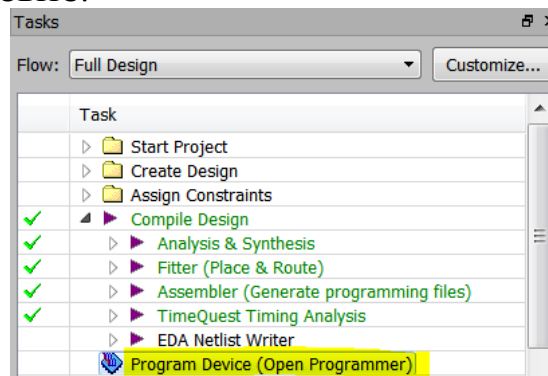 Tasks
Flow: Full Design Customize...
Task
Start Project
Create Design
Assign Constraints
Compile Design
Analysis & Synthesis
Fitter (Place & Route)
Assembler (Generate programming files)
TimeQuest Timing Analysis
EDA Netlist Writer
Program Device (Open Programmer)